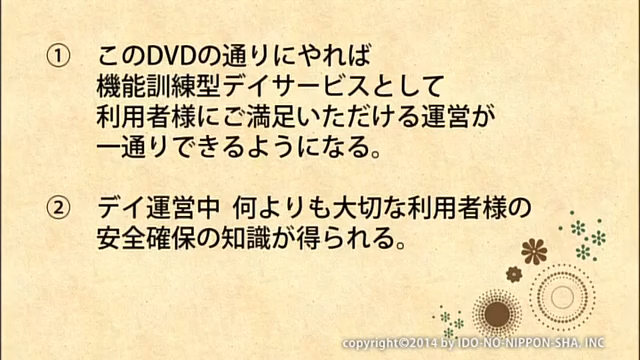 ① このDVDの通りにやれば
機能訓練型デイサービスとして
利用者様にご満足いただける運営が
一通りできるようになる。
② デイ運営中 何よりも大切な利用者様の
安全確保の知識が得られる。
copyright©2014 by IDO-NO-NIPPON-SHA, INC